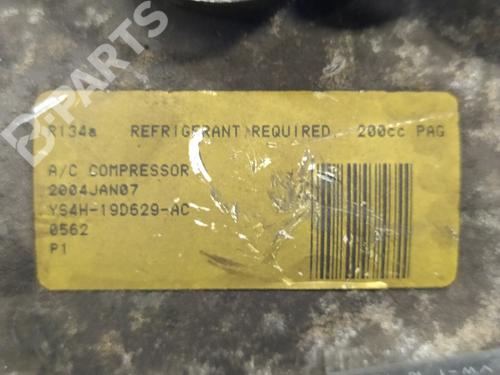 B-PARTS
R134a REFRIGERANT REQUIRED 200cc PAG
A/C COMPRESSOR
2004JAN07
YS4H-19D629-AC
0562
P1